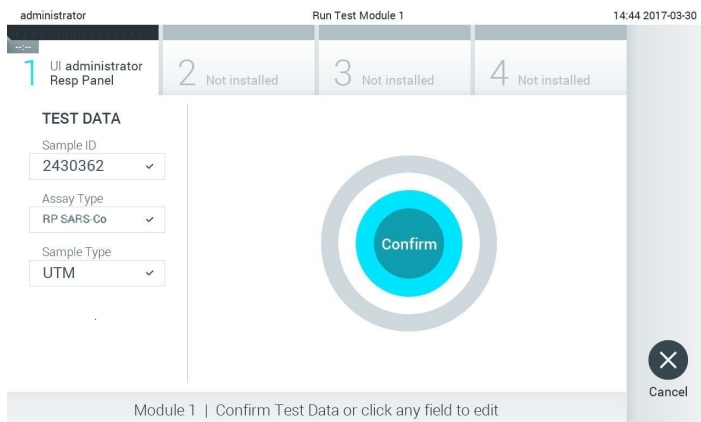 administrator Run Test Module 1 14:44 2017-03-30
--:--
1 UI administrator
Resp Panel
2 Not installed
3 Not installed
4 Not installed
TEST DATA
Sample ID
2430362
Assay Type
RP SARS-Co
Sample Type
UTM
Confirm
Cancel
Module 1 | Confirm Test Data or click any field to edit